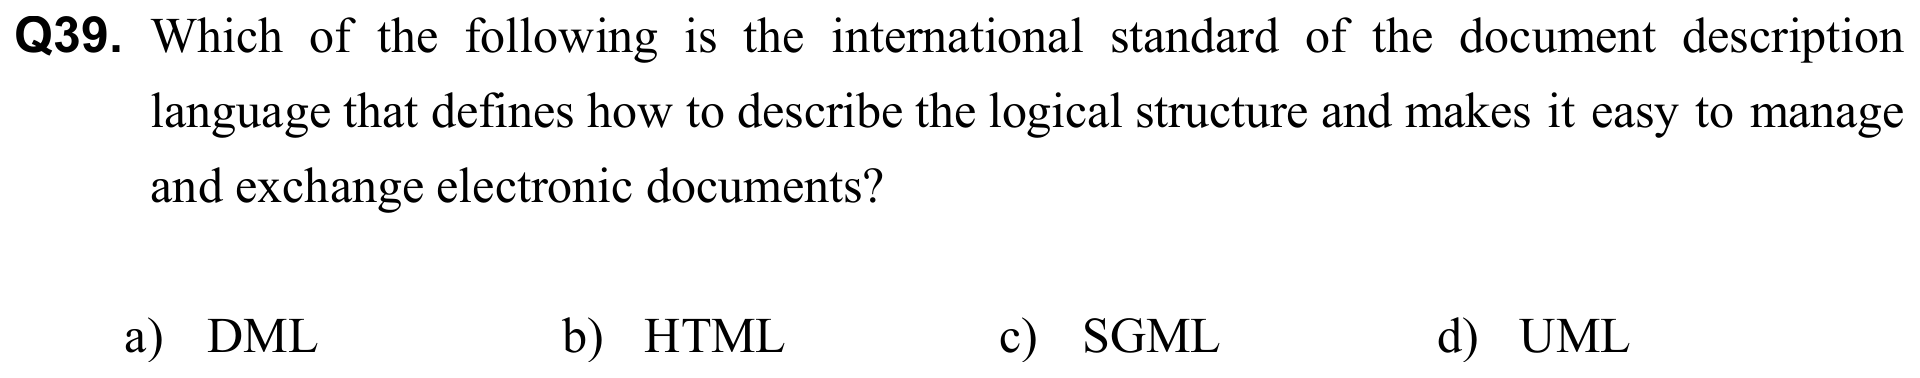 Q39. Which of the following is the international standard of the document description
language that defines how to describe the logical structure and makes it easy to manage
and exchange electronic documents?
a) DML b) HTML c) SGML d) UML